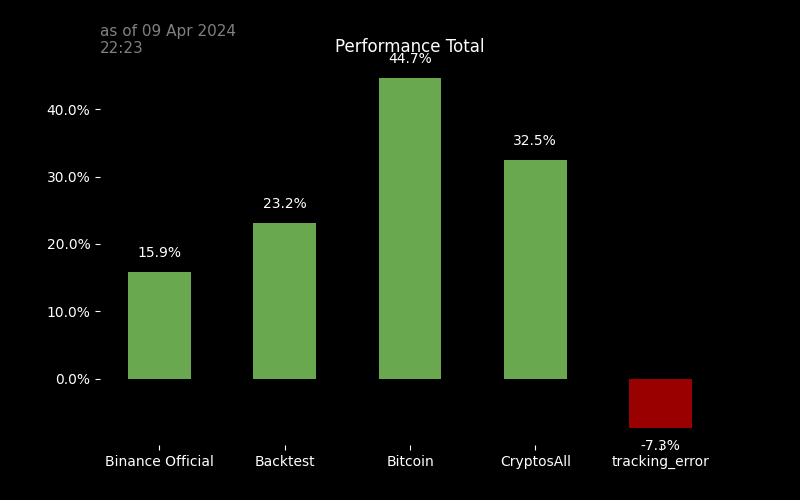 as of 09 Apr 2024
22:23
Performance Total
44.7%
40.0%
32.5%
30.0%
23.2%
20.0%
15.9%
10.0%
0.0%
-7.3%
Binance Official
Backtest
Bitcoin
CryptosAll
tracking_error